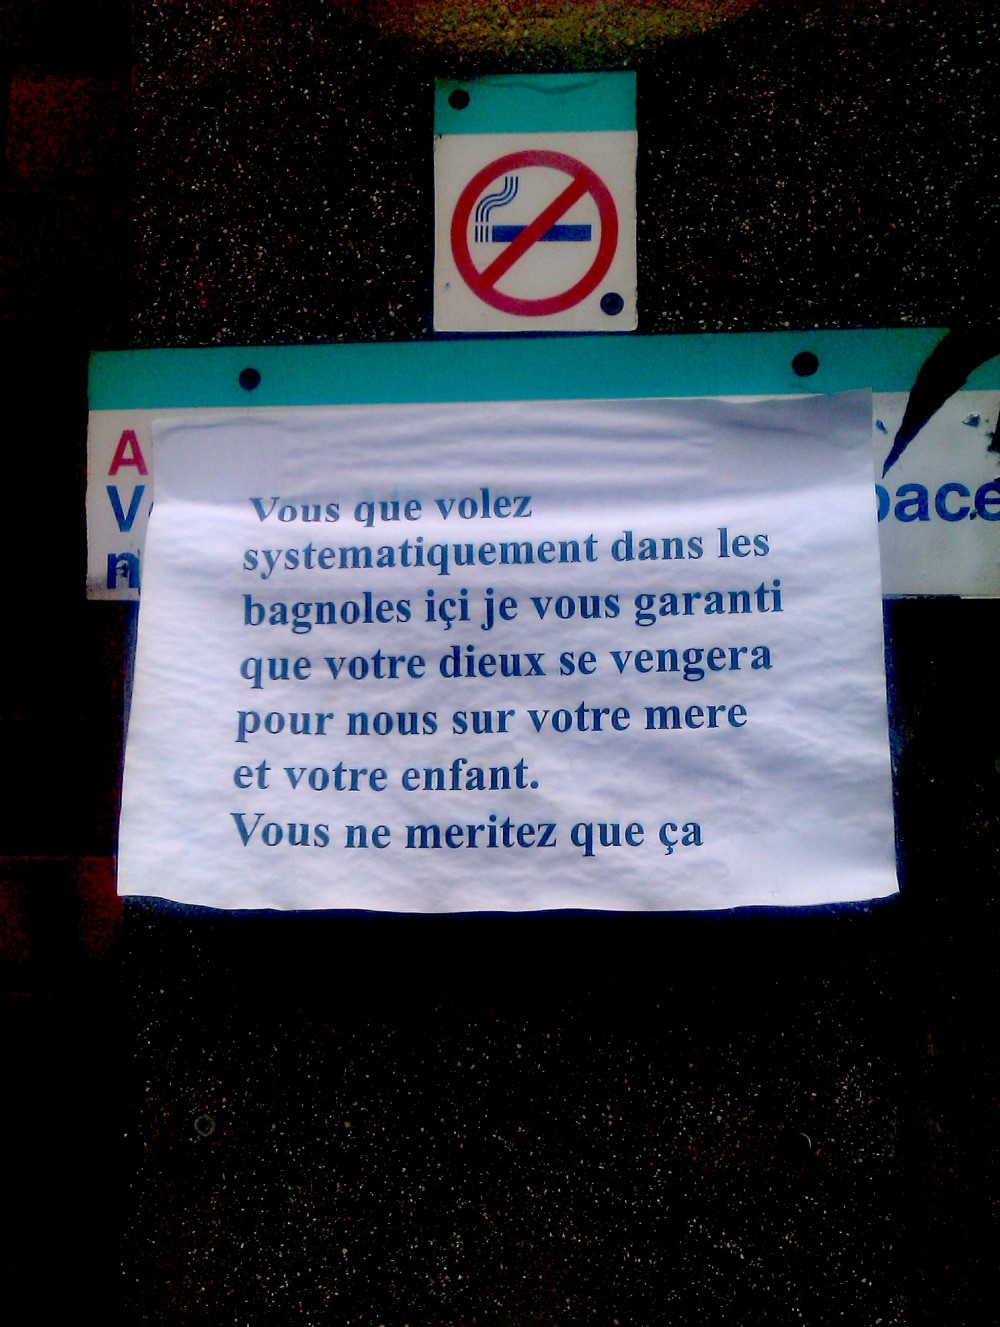 A
V
n
pace
Vous que volez
systematiquement dans les
bagnoles içi je vous garanti
que votre dieux se vengera
pour nous sur votre mere
et votre enfant.
Vous ne meritez que ça